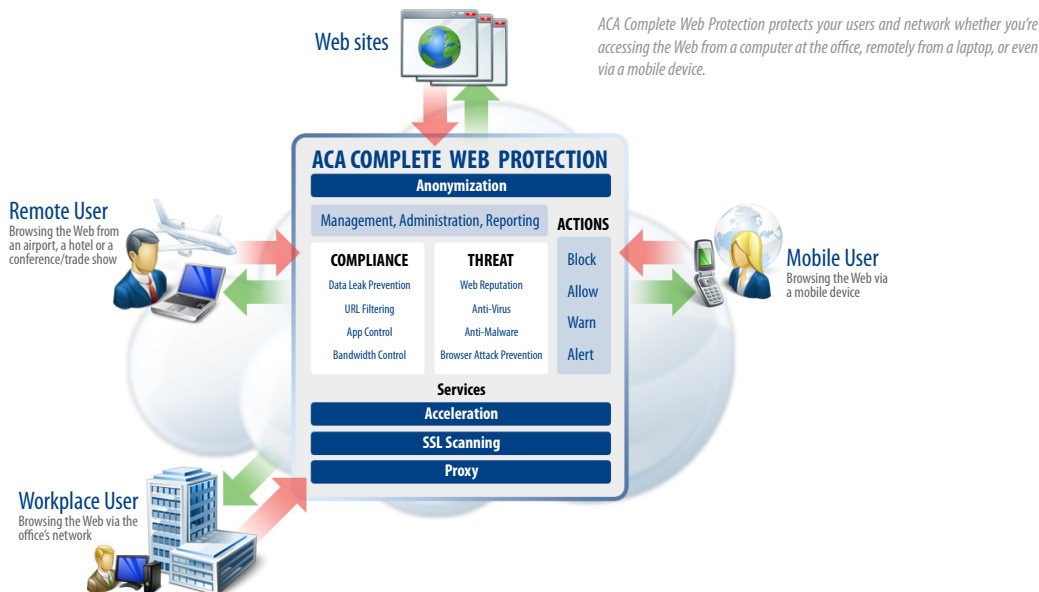 Web sites
ACA Complete Web Protection protects your users and network whether you're
accessing the Web from a computer at the office, remotely from a laptop, or even
via a mobile device.
ACA COMPLETE WEB PROTECTION
Anonymization
Management, Administration, Reporting
ACTIONS
Block
Allow
Warn
Alert
COMPLIANCE
Data Leak Prevention
URL Filtering
App Control
Bandwidth Control
THREAT
Web Reputation
Anti-Virus
Anti-Malware
Browser Attack Prevention
Services
Acceleration
SSL Scanning
Proxy
Remote User
Browsing the Web from
an airport, a hotel or a
conference/trade show
Mobile User
Browsing the Web via
a mobile device
Workplace User
Browsing the Web via the
office's network